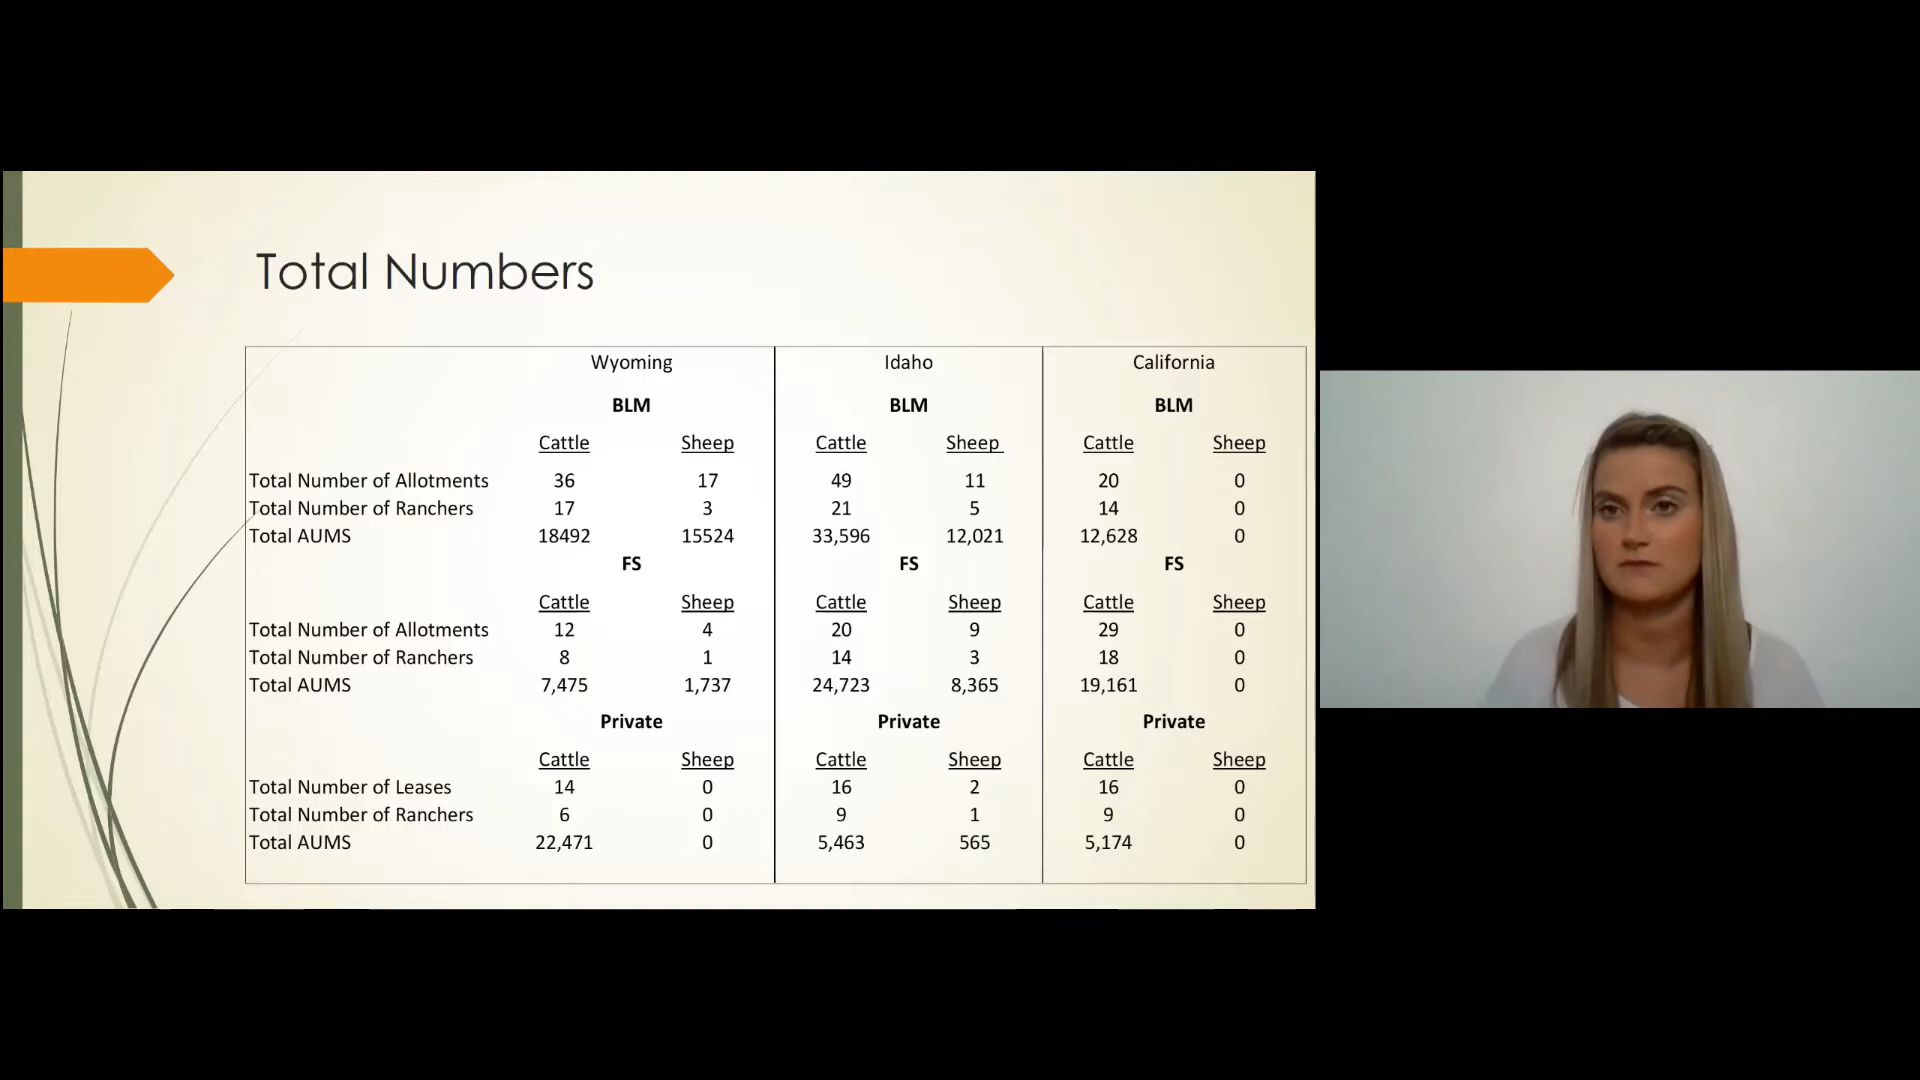 Total Numbers
Wyoming Idaho California
BLM BLM BLM
Cattle Sheep Cattle Sheep Cattle Sheep
Total Number of Allotments 36 17 49 11 20 0
Total Number of Ranchers 17 3 21 5 14 0
Total AUMS 18492 15524 33,596 12,021 12,628 0
FS FS FS
Cattle Sheep Cattle Sheep Cattle Sheep
Total Number of Allotments 12 4 20 9 29 0
Total Number of Ranchers 8 1 14 3 18 0
Total AUMS 7,475 1,737 24,723 8,365 19,161 0
Private Private Private
Cattle Sheep Cattle Sheep Cattle Sheep
Total Number of Leases 14 0 16 2 16 0
Total Number of Ranchers 6 0 9 1 9 0
Total AUMS 22,471 0 5,463 565 5,174 0